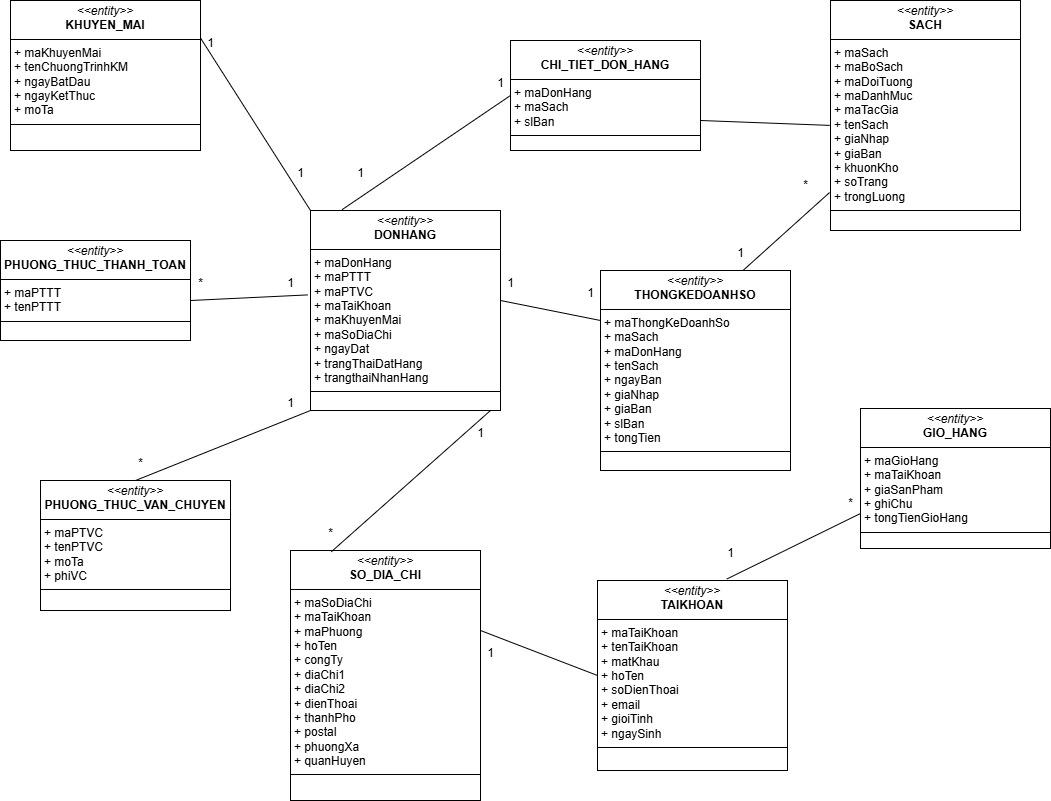 <<entity>>
KHUYEN_MAI
+ maKhuyenMai
+ tenChuongTrinhKM
+ ngayBatDau
+ ngayKetThuc
+ moTa
1
1
<<entity>>
CHI_TIET_DON_HANG
+ maDonHang
+ maSach
+ slBan
1
1
<<entity>>
SACH
+ maSach
+ maBoSach
+ maDoiTuong
+ maDanhMuc
+ maTacGia
+ tenSach
+ giaNhap
+ giaBan
+ khuonKho
+ soTrang
+ trongLuong
*
1
<<entity>>
PHUONG_THUC_THANH_TOAN
+ maPTTT
+ tenPTTT
*
1
<<entity>>
DONHANG
+ maDonHang
+ maPTTT
+ maPTVC
+ maTaiKhoan
+ maKhuyenMai
+ maSoDiaChi
+ ngayDat
+ trangThaiDatHang
+ trangthaiNhanHang
1
1
<<entity>>
THONGKEDOANHSO
+ maThongKeDoanhSo
+ maSach
+ maDonHang
+ tenSach
+ ngayBan
+ giaNhap
+ giaBan
+ slBan
+ tongTien
1
*
1
*
<<entity>>
GIO_HANG
+ maGioHang
+ maTaiKhoan
+ giaSanPham
+ ghiChu
+ tongTienGioHang
*
1
<<entity>>
PHUONG_THUC_VAN_CHUYEN
+ maPTVC
+ tenPTVC
+ moTa
+ phiVC
<<entity>>
SO_DIA_CHI
+ maSoDiaChi
+ maTaiKhoan
+ maPhuong
+ hoTen
+ congTy
+ diaChi1
+ diaChi2
+ dienThoai
+ thanhPho
+ postal
+ phuongXa
+ quanHuyen
1
<<entity>>
TAIKHOAN
+ maTaiKhoan
+ tenTaiKhoan
+ matKhau
+ hoTen
+ soDienThoai
+ email
+ gioiTinh
+ ngaySinh